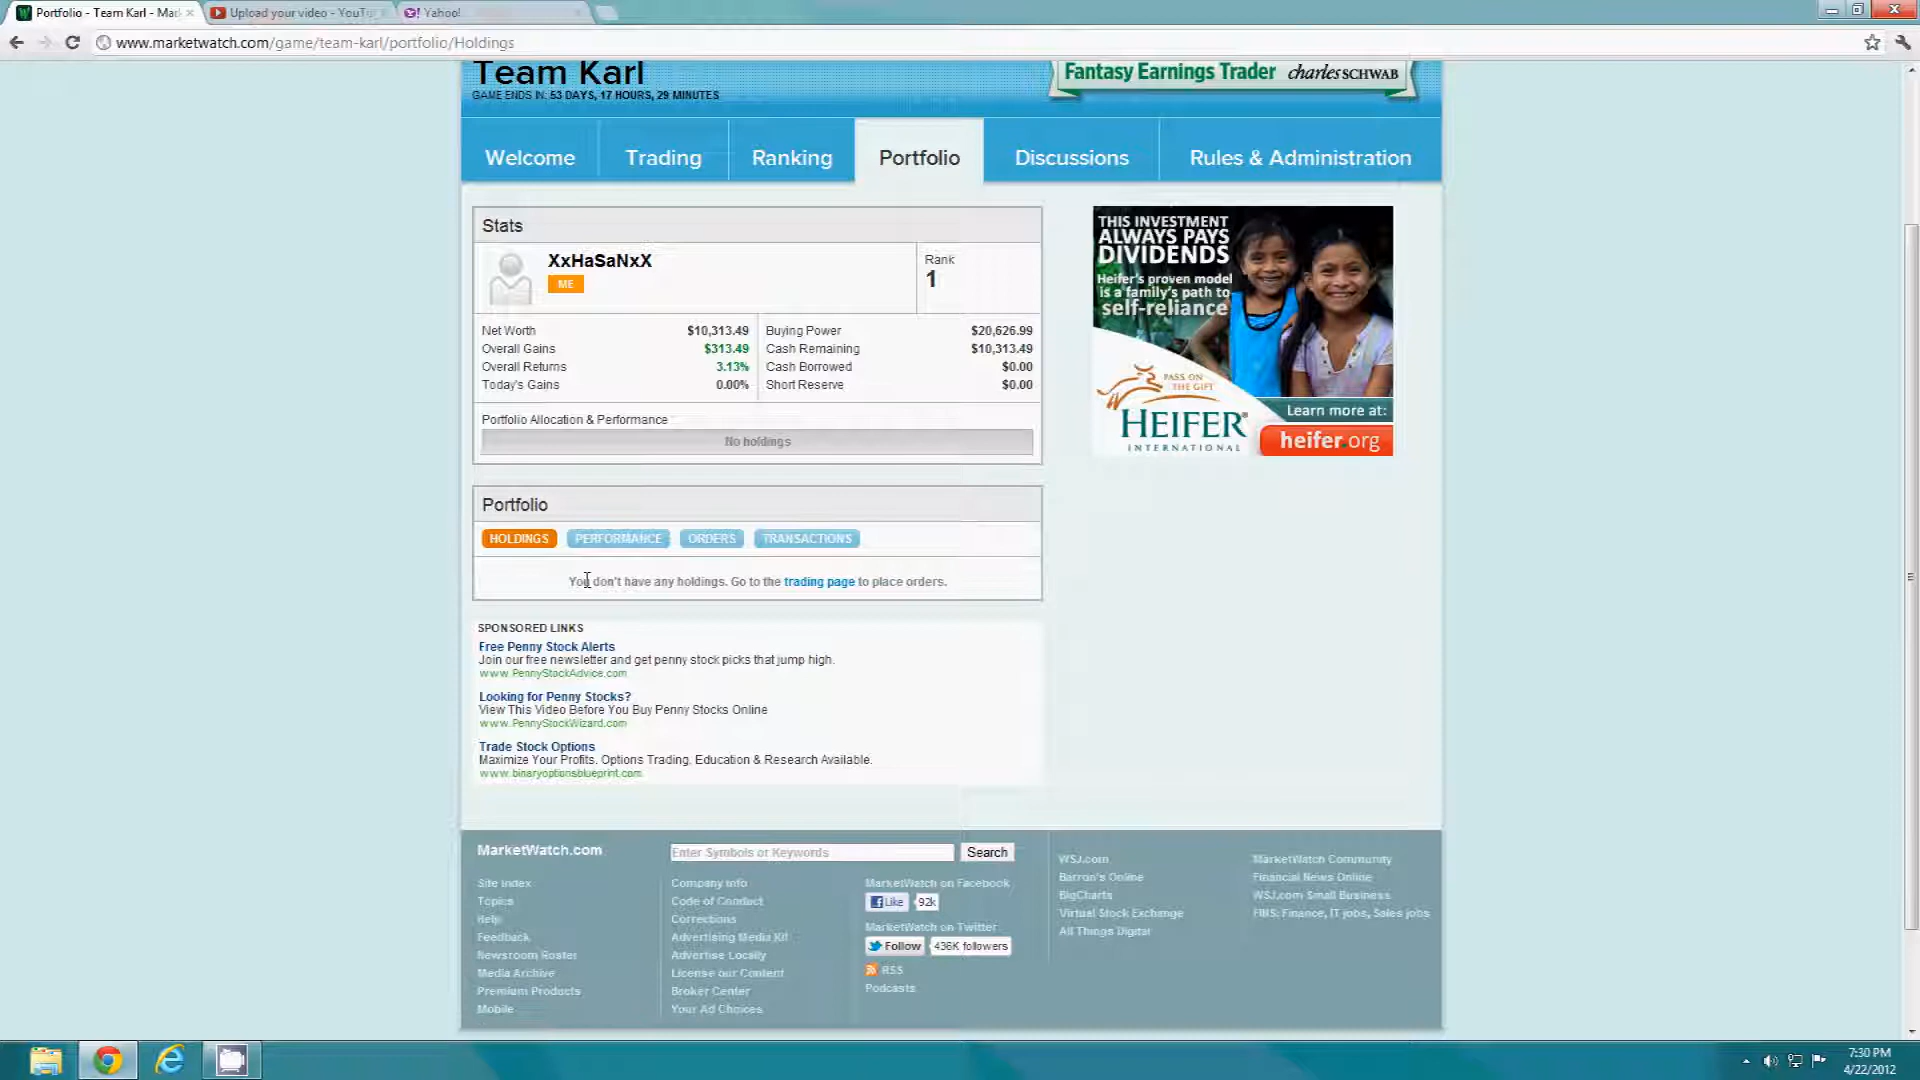 Portfolio - Team Karl - Mar
Upload your video - YouTu
Yahoo!
www.marketwatch.com/game/team-karl/portfolio/Holdings
Team Karl
GAME ENDS IN: 53 DAYS, 17 HOURS, 29 MINUTES
Fantasy Earnings Trader charles SCHWAB
Welcome
Trading
Ranking
Portfolio
Discussions
Rules & Administration
Stats
XxHaSaNxX
ME
Rank
1
Net Worth $10,313.49
Overall Gains $313.49
Overall Returns 3.13%
Today's Gains 0.00%
Buying Power $20,626.99
Cash Remaining $10,313.49
Cash Borrowed $0.00
Short Reserve $0.00
Portfolio Allocation & Performance
No holdings
THIS INVESTMENT
ALWAYS PAYS
DIVIDENDS
Heifer's proven model
is a family's path to
self-reliance
PASS ON
THE GIFT
HEIFER®
INTERNATIONAL
Learn more at:
heifer.org
Portfolio
HOLDINGS
PERFORMANCE
ORDERS
TRANSACTIONS
You don't have any holdings. Go to the trading page to place orders.
SPONSORED LINKS
Free Penny Stock Alerts
Join our free newsletter and get penny stock picks that jump high.
www.PennyStockAdvice.com
Looking for Penny Stocks?
View This Video Before You Buy Penny Stocks Online
www.PennyStockWizard.com
Trade Stock Options
Maximize Your Profits. Options Trading, Education & Research Available.
www.binaryoptionsblueprint.com
MarketWatch.com
Site Index
Topics
Help
Feedback
Newsroom Roster
Media Archive
Premium Products
Mobile
Enter Symbols or Keywords
Search
Company Info
Code of Conduct
Corrections
Advertising Media Kit
Advertise Locally
License our Content
Broker Center
Your Ad Choices
MarketWatch on Facebook
Like 92k
MarketWatch on Twitter
Follow 436K followers
RSS
Podcasts
WSJ.com
Barron's Online
BigCharts
Virtual Stock Exchange
All Things Digital
MarketWatch Community
Financial News Online
WSJ.com Small Business
FINS: Finance, IT jobs, Sales jobs
7:30 PM
4/22/2012